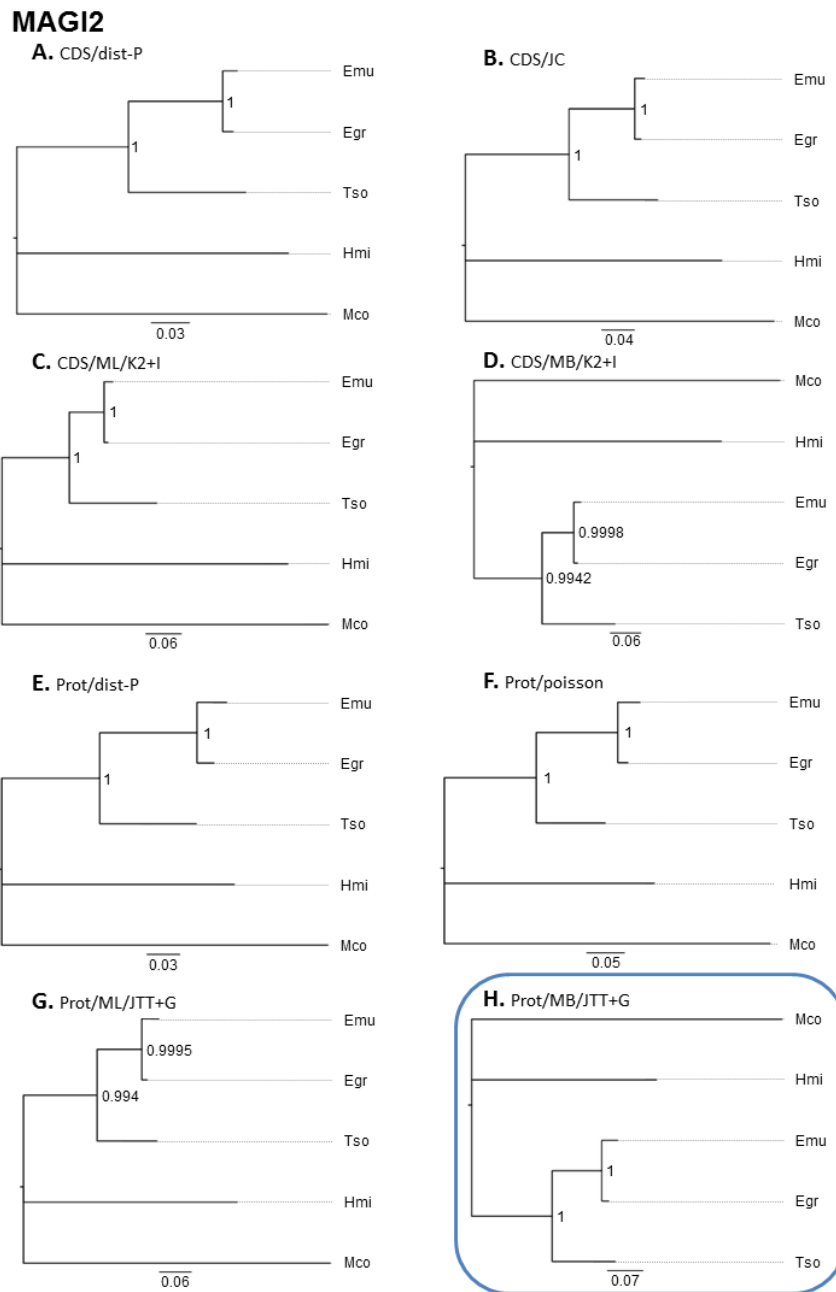 MAGI2
A. CDS/dist-P
Emu
1
Egr
1
Tso
Hmi
Mco
0.03
B. CDS/JC
Emu
1
Egr
1
Tso
Hmi
Mco
0.04
C. CDS/ML/K2+I
Emu
1
Egr
1
Tso
Hmi
Mco
0.06
D. CDS/MB/K2+I
Mco
Hmi
Emu
0.9998
Egr
0.9942
Tso
0.06
E. Prot/dist-P
Emu
1
Egr
1
Tso
Hmi
Mco
0.03
F. Prot/poisson
Emu
1
Egr
1
Tso
Hmi
Mco
0.05
G. Prot/ML/JTT+G
Emu
0.9995
Egr
0.994
Tso
Hmi
Mco
0.06
H. Prot/MB/JTT+G
Mco
Hmi
Emu
1
Egr
1
Tso
0.07